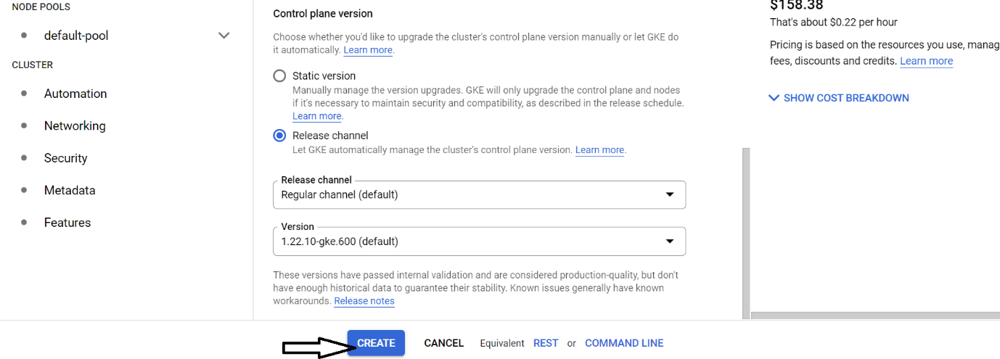 NODE POOLS
default-pool
CLUSTER
Automation
Networking
Security
Metadata
Features
Control plane version
Choose whether you'd like to upgrade the cluster's control plane version manually or let GKE do
it automatically. Learn more.
Static version
Manually manage the version upgrades. GKE will only upgrade the control plane and nodes
if it's necessary to maintain security and compatibility, as described in the release schedule.
Learn more.
Release channel
Let GKE automatically manage the cluster's control plane version. Learn more.
Release channel
Regular channel (default)
Version
1.22.10-gke.600 (default)
These versions have passed internal validation and are considered production-quality, but don't
have enough historical data to guarantee their stability. Known issues generally have known
workarounds. Release notes
$158.38
That's about $0.22 per hour
Pricing is based on the resources you use, manag
fees, discounts and credits. Learn more
SHOW COST BREAKDOWN
CREATE CANCEL Equivalent REST or COMMAND LINE